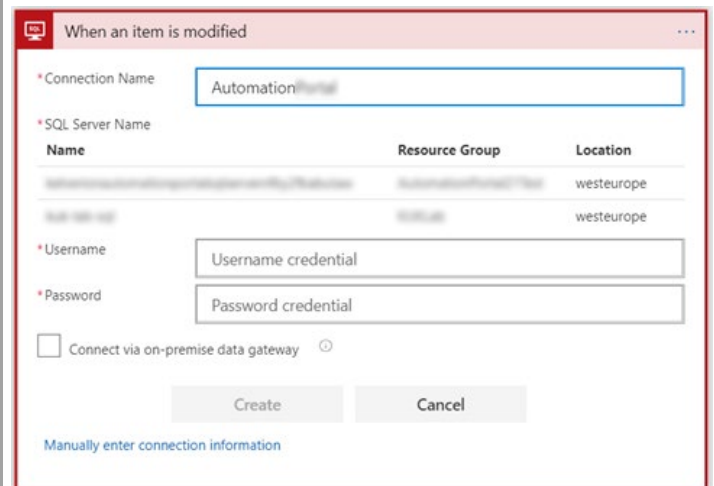 SQL
When an item is modified
...
*Connection Name
Automation
*SQL Server Name
Name Resource Group Location
westeurope
westeurope
*Username
Username credential
*Password
Password credential
Connect via on-premise data gateway
Create Cancel
Manually enter connection information